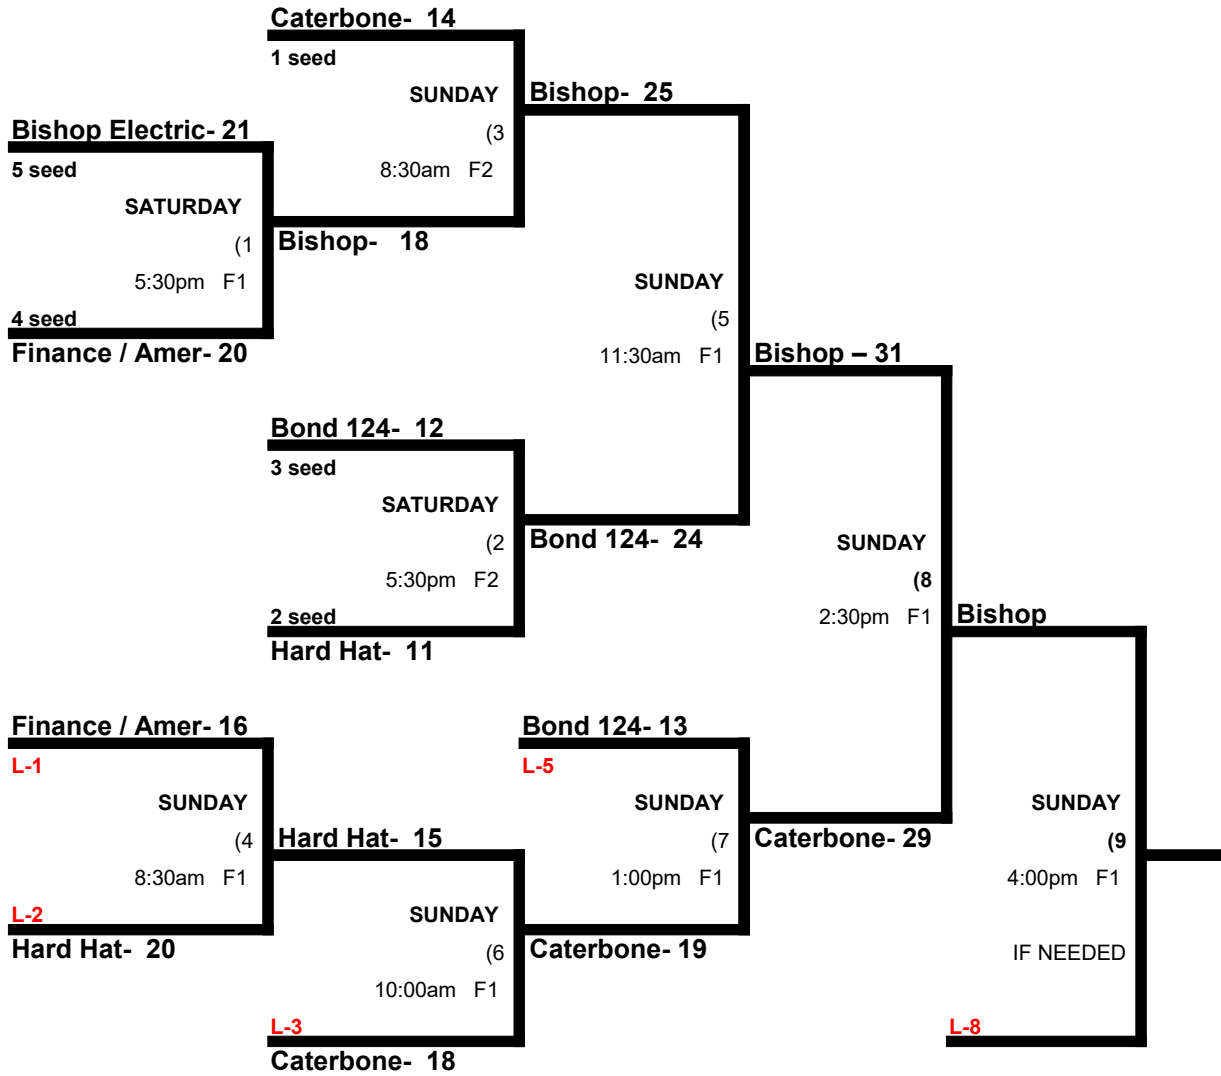 Caterbone-  14
1 seed
SUNDAY
(3
8:30am   F2
Bishop-  25
Bishop Electric- 21
5 seed
SATURDAY
(1
5:30pm   F1
4 seed
Finance / Amer- 20
Bishop-   18
SUNDAY
(5
11:30am   F1
Bishop – 31
Bond 124-  12
3 seed
SATURDAY
(2
5:30pm   F2
2 seed
Hard Hat-  11
Bond 124-  24
SUNDAY
(8
2:30pm   F1
Bishop
Finance / Amer- 16
L-1
SUNDAY
(4
8:30am   F1
L-2
Hard Hat-  20
Hard Hat-  15
SUNDAY
(6
10:00am   F1
L-3
Caterbone-  18
Bond 124- 13
L-5
SUNDAY
(7
1:00pm   F1
Caterbone- 19
Caterbone- 29
SUNDAY
(9
4:00pm   F1
IF NEEDED
L-8